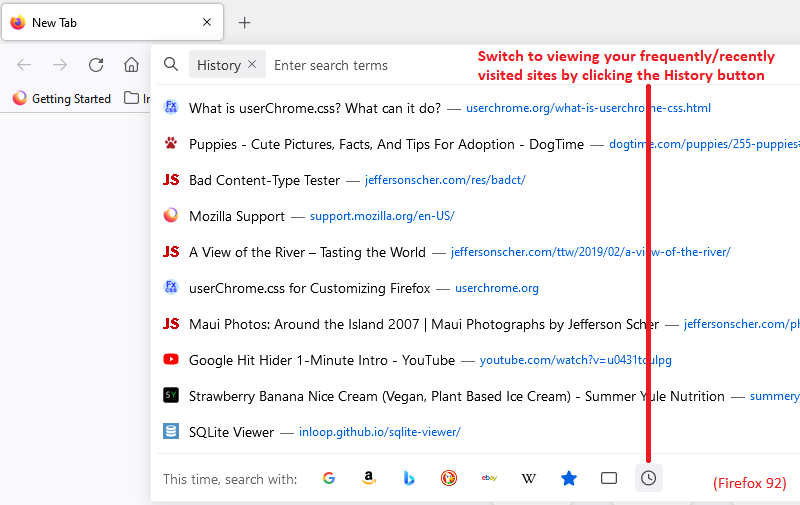 New Tab
Switch to viewing your frequently/recently
visited sites by clicking the History button
History Enter search terms
Getting Started
What is userChrome.css? What can it do? — userchrome.org/what-is-userchrome-css.html
Puppies - Cute Pictures, Facts, And Tips For Adoption - DogTime — dogtime.com/puppies/255-puppies
JS Bad Content-Type Tester — jeffersonscher.com/res/badct/
Mozilla Support — support.mozilla.org/en-US/
JS A View of the River – Tasting the World — jeffersonscher.com/ttw/2019/02/a-view-of-the-river/
Fx CSS userChrome.css for Customizing Firefox — userchrome.org
JS Maui Photos: Around the Island 2007 | Maui Photographs by Jefferson Scher — jeffersonscher.com/ph
Google Hit Hider 1-Minute Intro - YouTube —
SY Strawberry Banana Nice Cream (Vegan, Plant Based Ice Cream) - Summer Yule Nutrition — summery
SQLite Viewer — inloop.github.io/sqlite-viewer/
This time, search with: G a b ebay W
(Firefox 92)